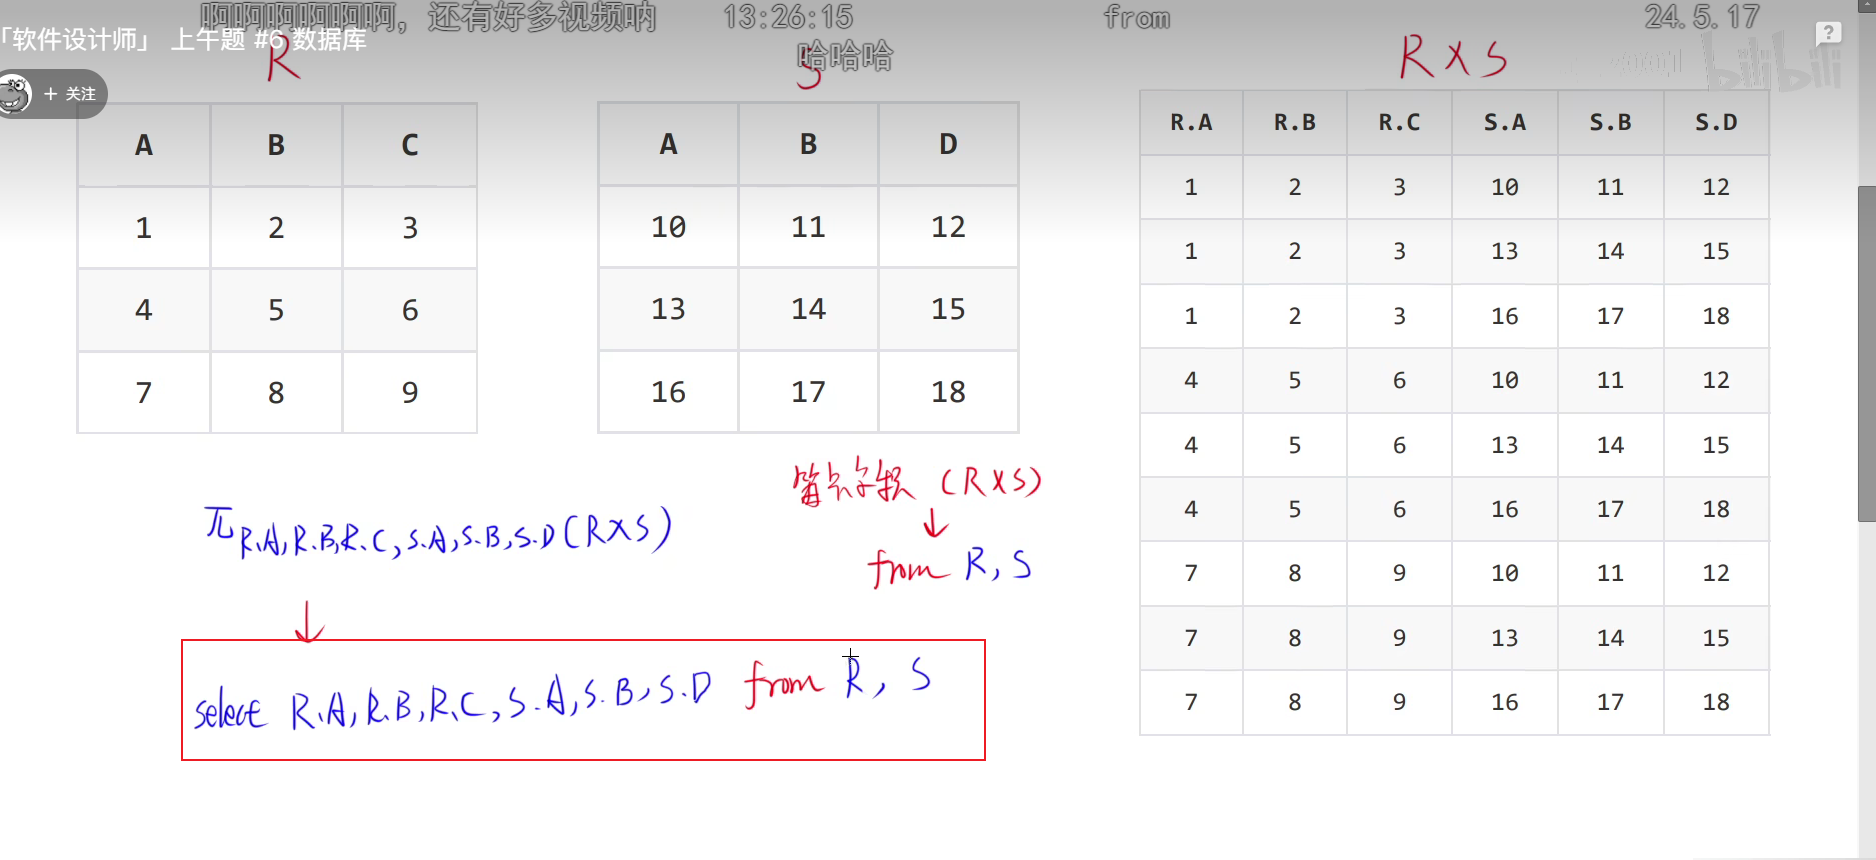 啊啊啊啊啊啊，还有好多视频呐 13:26:15 from 24.5.17
「软件设计师」 上午题 #6 数据库
哈哈哈
R
S
R×S
bilibili
+ 关注
A B C
1 2 3
4 5 6
7 8 9
A B D
10 11 12
13 14 15
16 17 18
R.A R.B R.C S.A S.B S.D
1 2 3 10 11 12
1 2 3 13 14 15
1 2 3 16 17 18
4 5 6 10 11 12
4 5 6 13 14 15
4 5 6 16 17 18
7 8 9 10 11 12
7 8 9 13 14 15
7 8 9 16 17 18
笛卡尔积 (R×S)
↓
from R, S
π R.A, R.B, R.C, S.A, S.B, S.D (R×S)
↓
select R.A, R.B, R.C, S.A, S.B, S.D from R, S